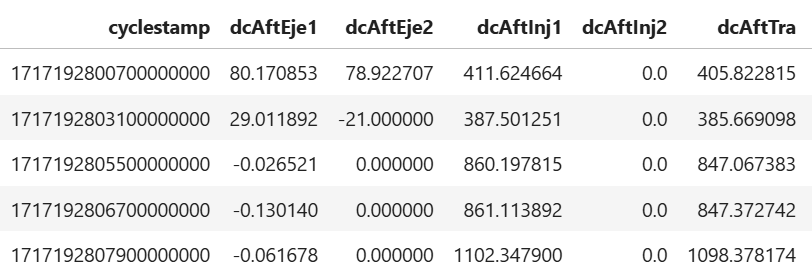 cyclestamp dcAftEje1 dcAftEje2 dcAftInj1 dcAftInj2 dcAftTra
1717192800700000000 80.170853 78.922707 411.624664 0.0 405.822815
1717192803100000000 29.011892 -21.000000 387.501251 0.0 385.669098
1717192805500000000 -0.026521 0.000000 860.197815 0.0 847.067383
1717192806700000000 -0.130140 0.000000 861.113892 0.0 847.372742
1717192807900000000 -0.061678 0.000000 1102.347900 0.0 1098.378174